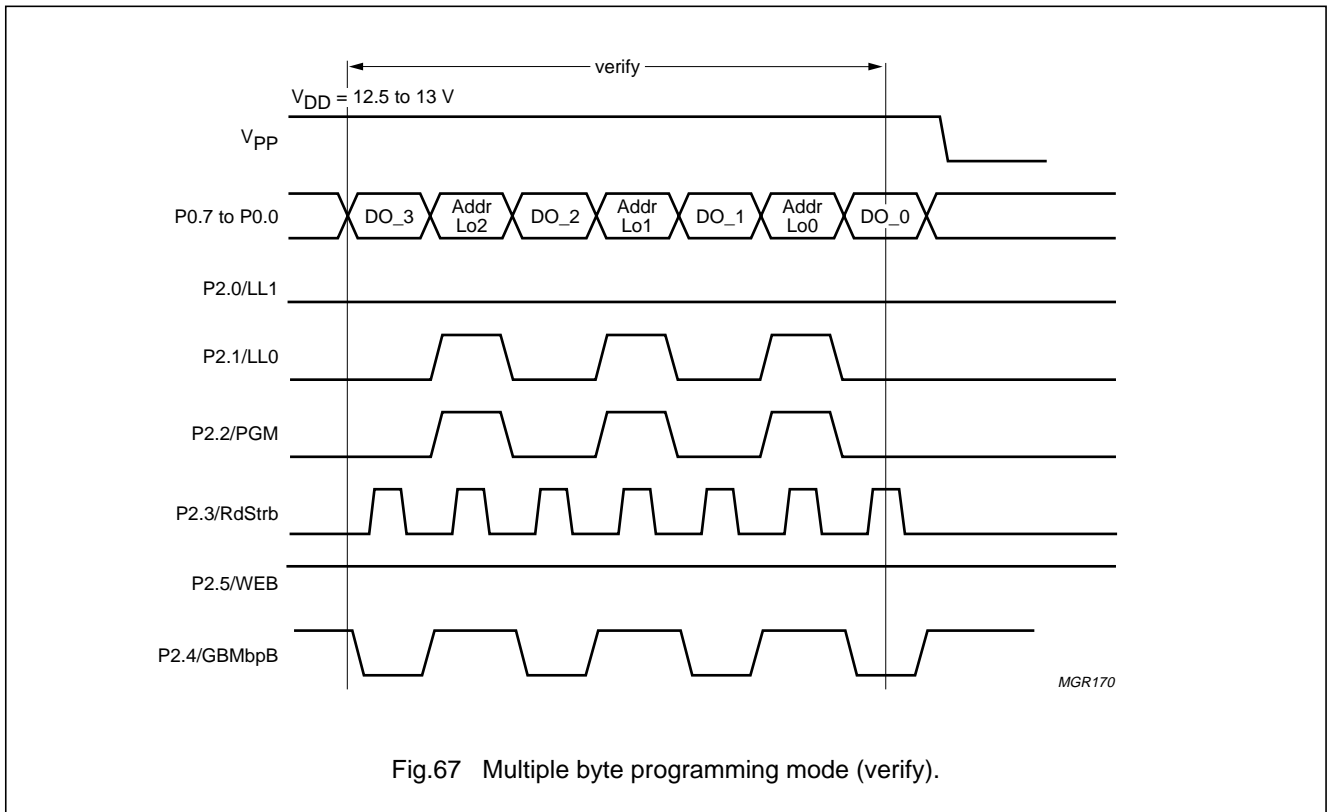 verify
VDD = 12.5 to 13 V
VPP
P0.7 to P0.0
DO_3
Addr
Lo2
DO_2
Addr
Lo1
DO_1
Addr
Lo0
DO_0
P2.0/LL1
P2.1/LL0
P2.2/PGM
P2.3/RdStrb
P2.5/WEB
P2.4/GBMbpB
MGR170
Fig.67 Multiple byte programming mode (verify).